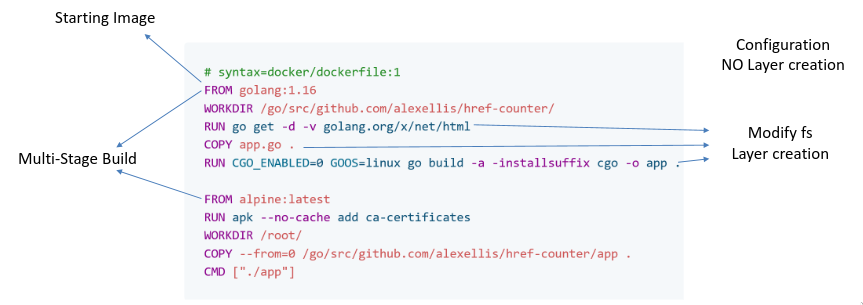 Starting Image
Configuration
NO Layer creation
# syntax=docker/dockerfile:1
FROM golang:1.16
WORKDIR /go/src/github.com/alexellis/href-counter/
RUN go get -d -v golang.org/x/net/html
COPY app.go .
RUN CGO_ENABLED=0 GOOS=linux go build -a -installsuffix cgo -o app .
Modify fs
Layer creation
Multi-Stage Build
FROM alpine:latest
RUN apk --no-cache add ca-certificates
WORKDIR /root/
COPY --from=0 /go/src/github.com/alexellis/href-counter/app .
CMD ["./app"]